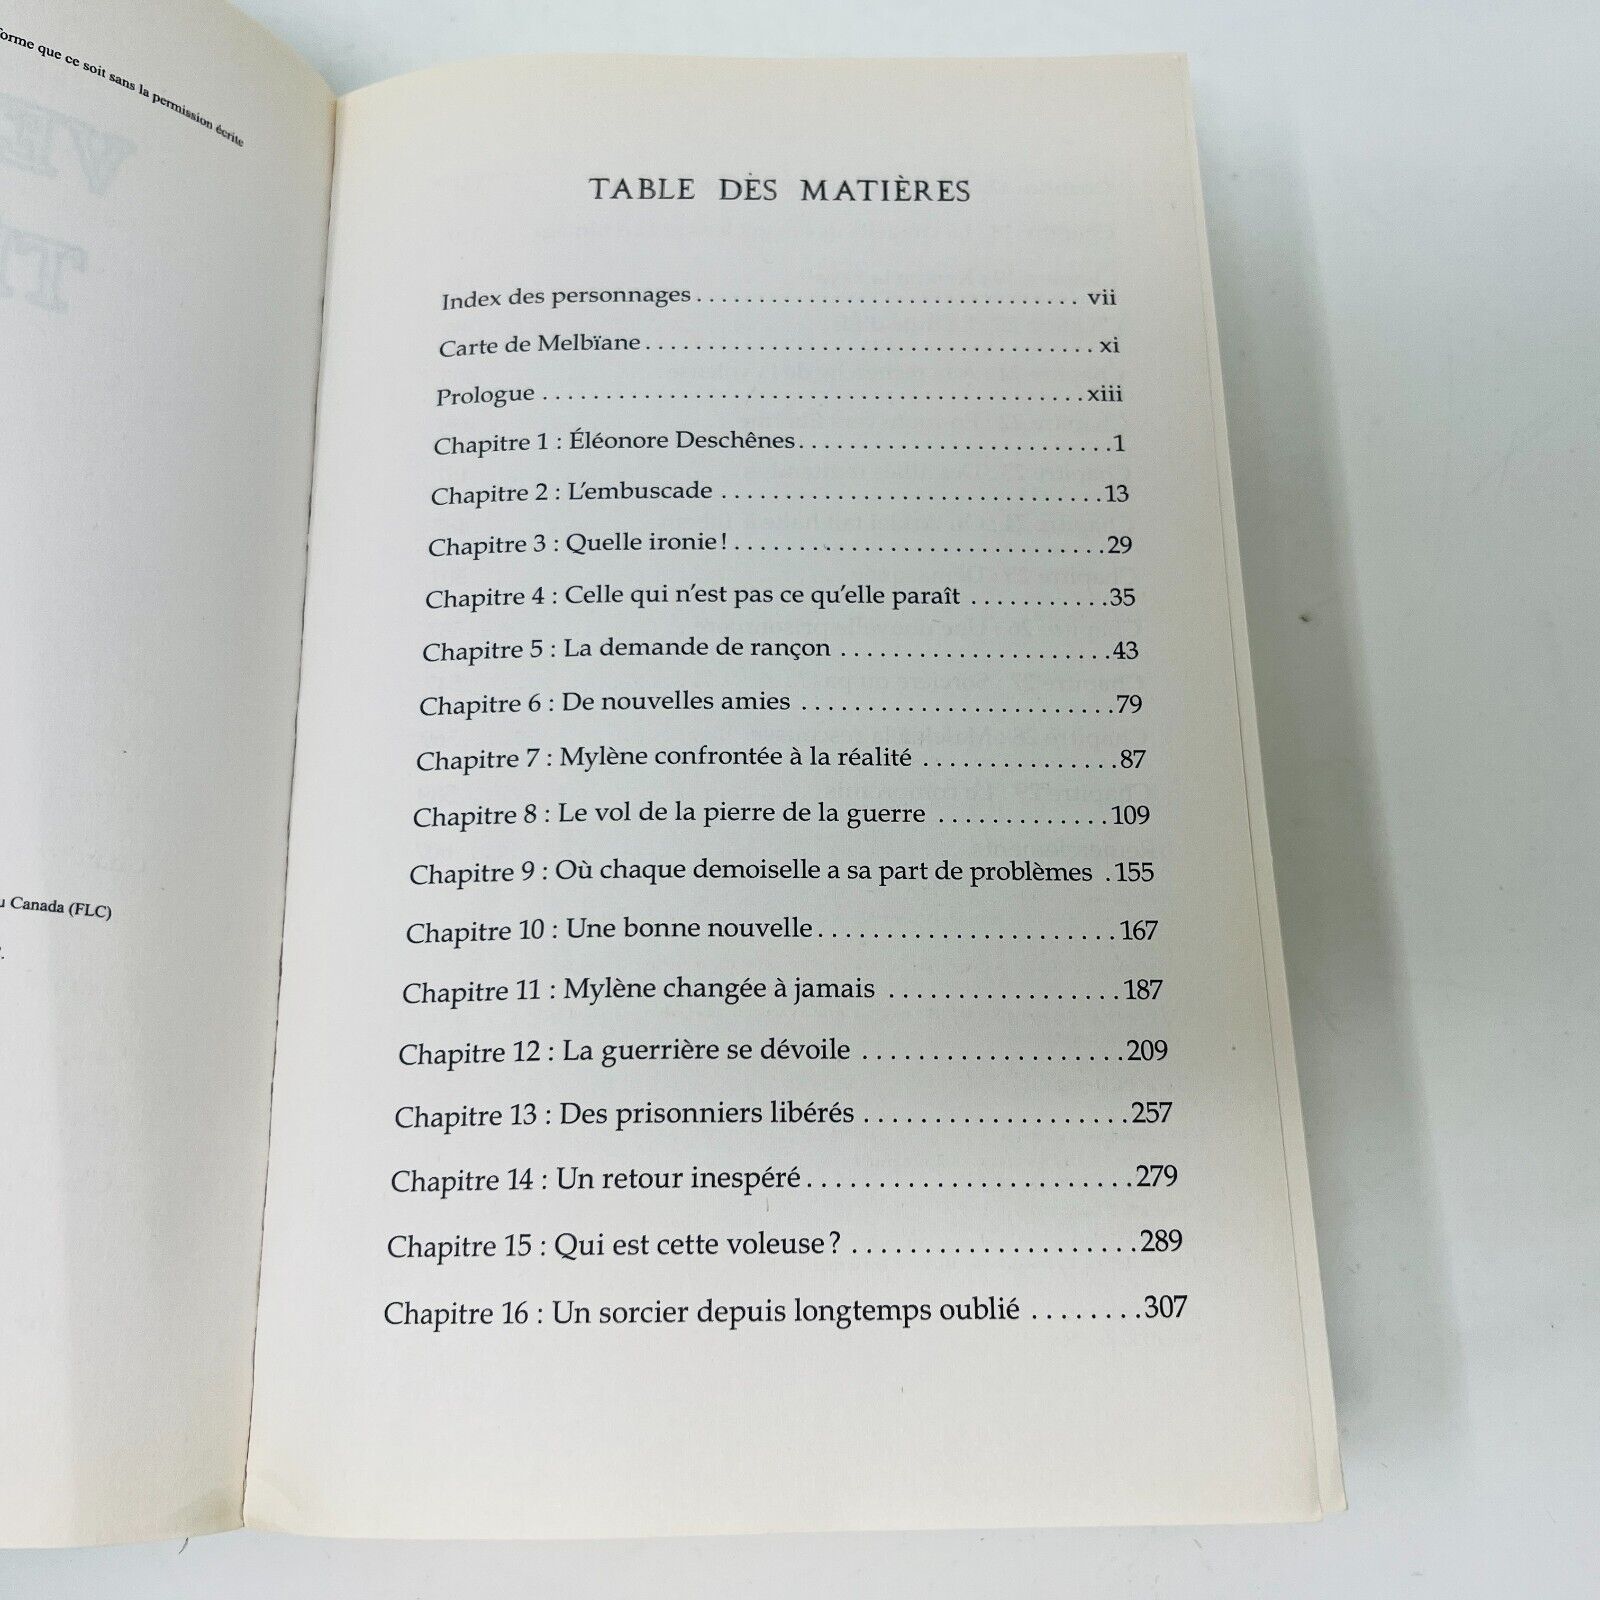 forme que ce soit sans la permission écrite
u Canada (FLC)
TABLE DES MATIÈRES
Index des personnages............................... vii
Carte de Melbïane.................................... xi
Prologue ...........................................xiii
Chapitre 1 : Éléonore Deschênes.........................1
Chapitre 2 : L'embuscade ..............................13
Chapitre 3 : Quelle ironie!..............................29
Chapitre 4 : Celle qui n'est pas ce qu'elle paraît ...........35
Chapitre 5 : La demande de rançon .....................43
Chapitre 6 : De nouvelles amies ........................79
Chapitre 7 : Mylène confrontée à la réalité ...............87
Chapitre 8 : Le vol de la pierre de la guerre .............109
Chapitre 9 : Où chaque demoiselle a sa part de problèmes .155
Chapitre 10 : Une bonne nouvelle.......................167
Chapitre 11 : Mylène changée à jamais ..................187
Chapitre 12 : La guerrière se dévoile ....................209
Chapitre 13 : Des prisonniers libérés ....................257
Chapitre 14 : Un retour inespéré........................279
Chapitre 15 : Qui est cette voleuse? .....................289
Chapitre 16 : Un sorcier depuis longtemps oublié ........307